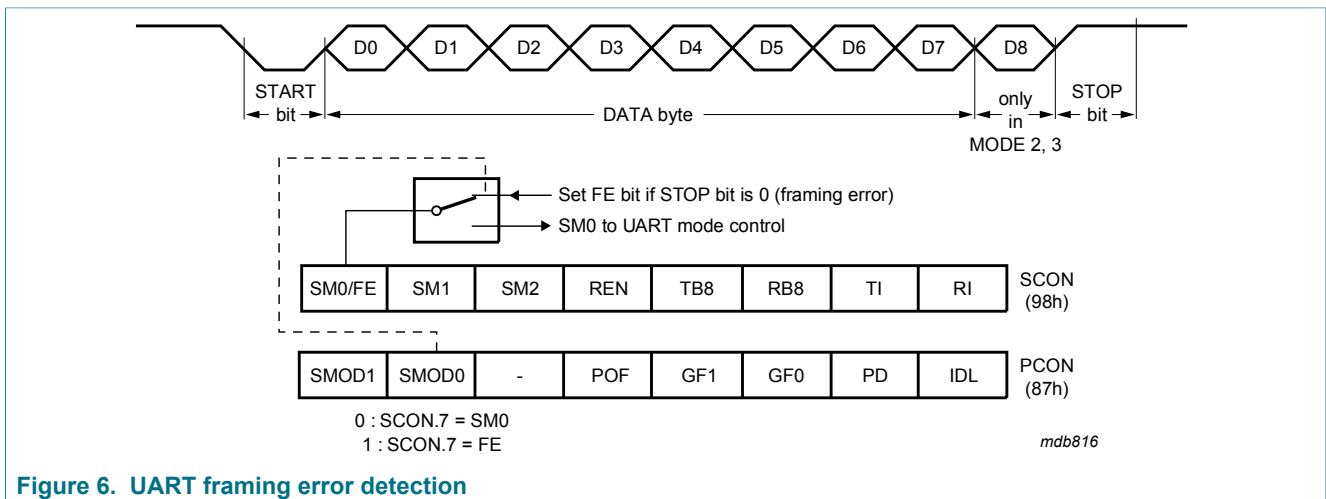 D0 D1 D2 D3 D4 D5 D6 D7 D8
START
bit
DATA byte
only
in
MODE 2, 3
STOP
bit
Set FE bit if STOP bit is 0 (framing error)
SM0 to UART mode control
SM0/FE SM1 SM2 REN TB8 RB8 TI RI
SCON
(98h)
SMOD1 SMOD0 - POF GF1 GF0 PD IDL
PCON
(87h)
0 : SCON.7 = SM0
1 : SCON.7 = FE
mdb816
Figure 6. UART framing error detection